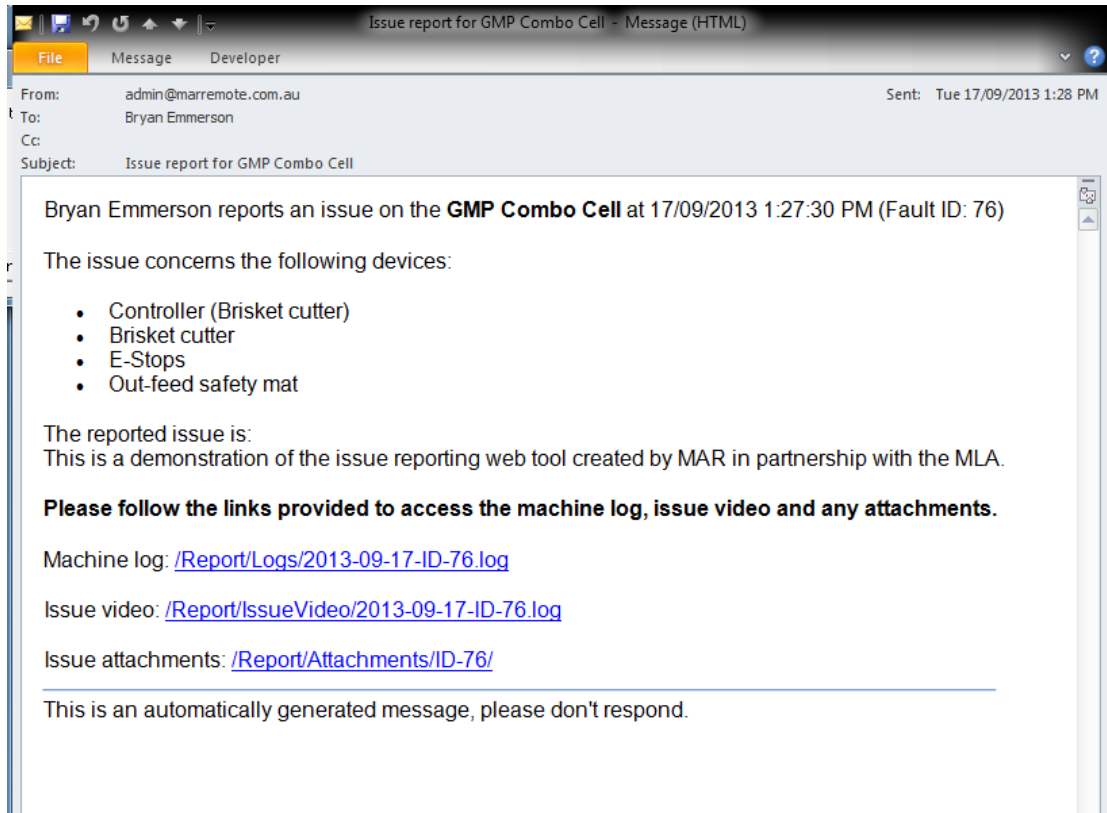 Issue report for GMP Combo Cell - Message (HTML)
File Message Developer
From: admin@marremote.com.au Sent: Tue 17/09/2013 1:28 PM
To: Bryan Emmerson
Cc:
Subject: Issue report for GMP Combo Cell
Bryan Emmerson reports an issue on the GMP Combo Cell at 17/09/2013 1:27:30 PM (Fault ID: 76)
The issue concerns the following devices:
• Controller (Brisket cutter)
• Brisket cutter
• E-Stops
• Out-feed safety mat
The reported issue is:
This is a demonstration of the issue reporting web tool created by MAR in partnership with the MLA.
Please follow the links provided to access the machine log, issue video and any attachments.
Machine log: /Report/Logs/2013-09-17-ID-76.log
Issue video: /Report/IssueVideo/2013-09-17-ID-76.log
Issue attachments: /Report/Attachments/ID-76/
This is an automatically generated message, please don't respond.